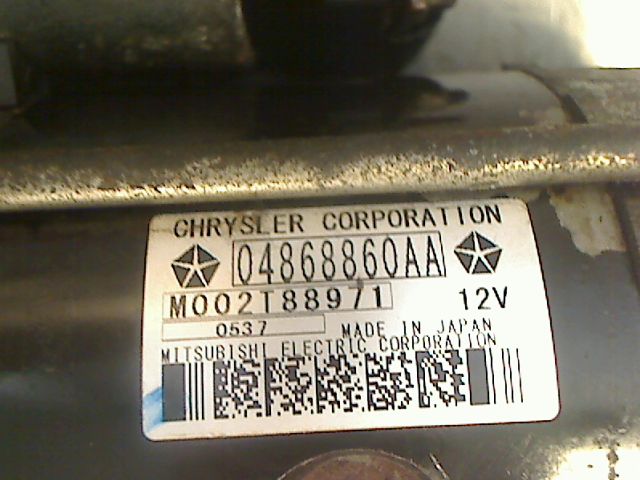 CHRYSLER CORPORATION
04868860AA
M002T88971 12V
0537 MADE IN JAPAN
MITSUBISHI ELECTRIC CORPORATION